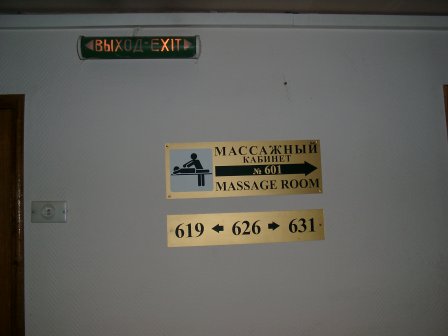 ВЫХОД-EXIT
МАССАЖНЫЙ
КАБИНЕТ
№ 601
MASSAGE ROOM
619 ← 626 → 631